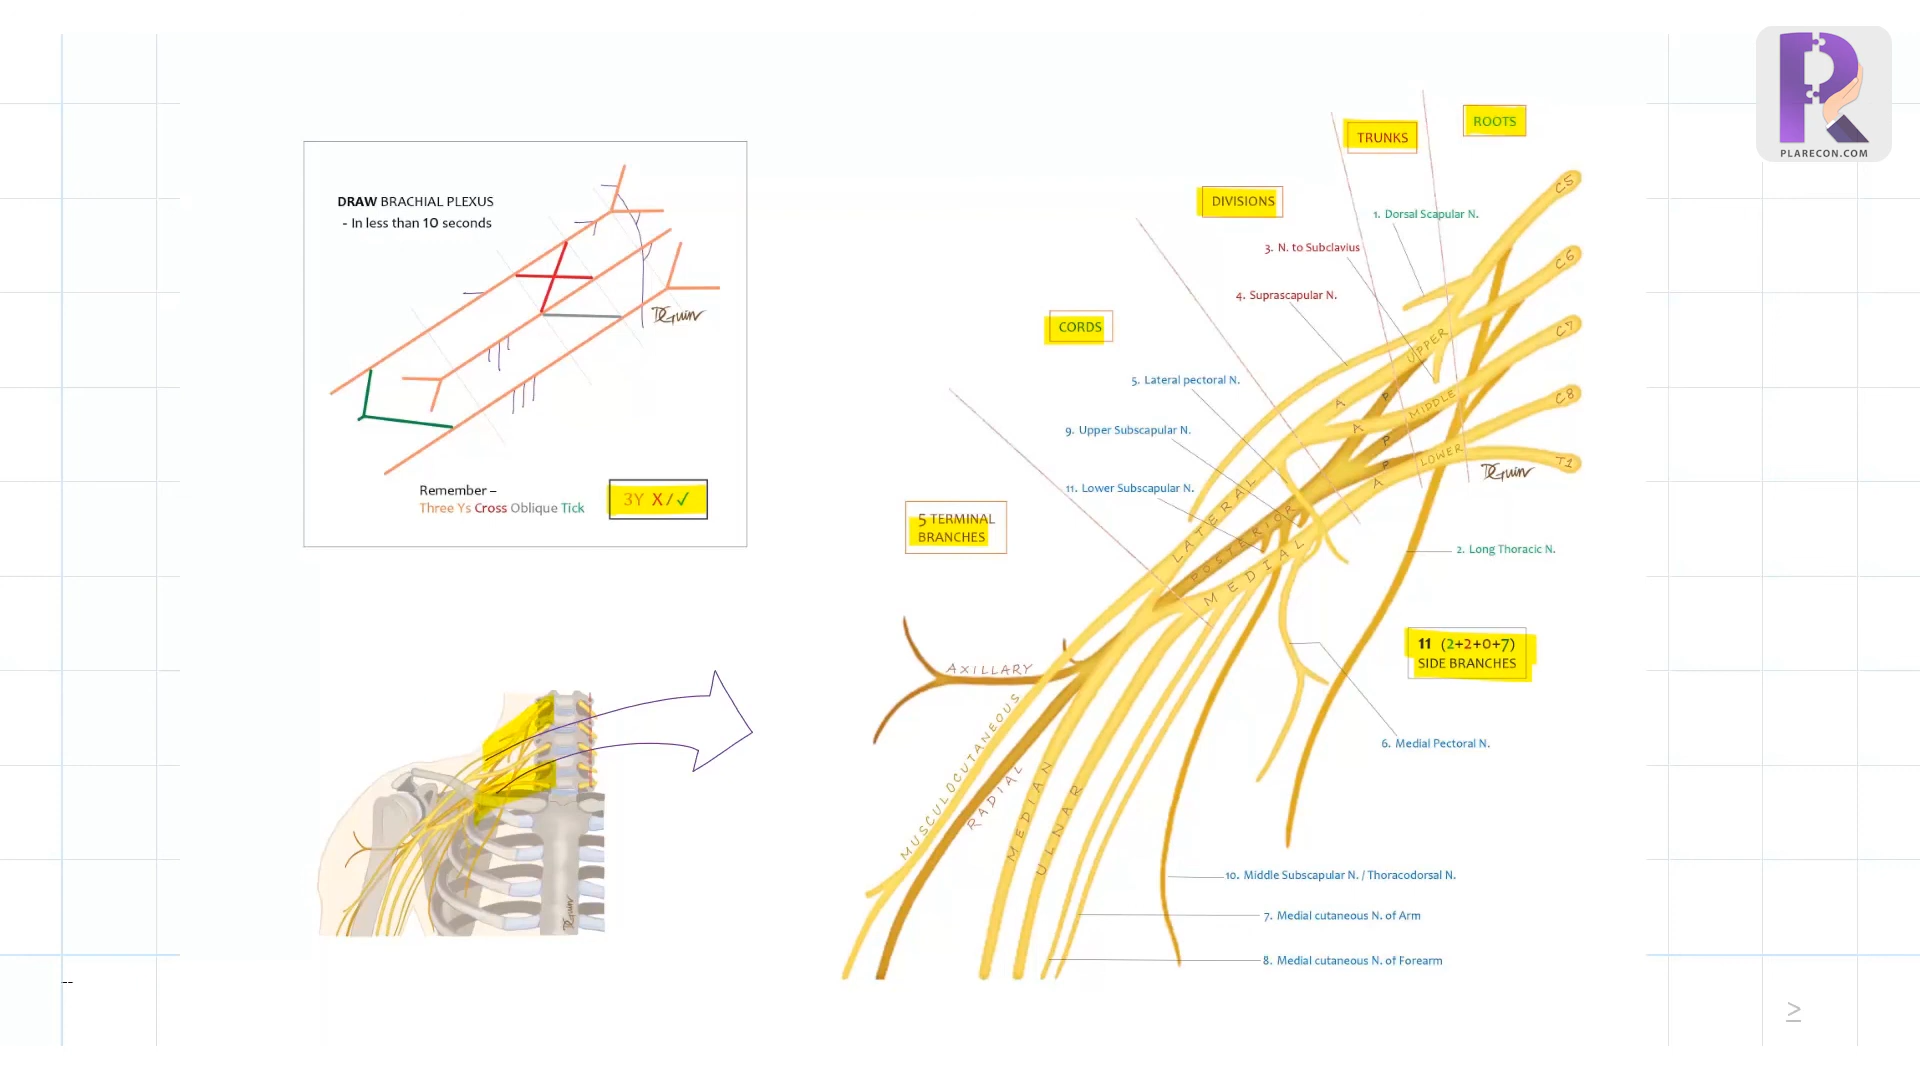 PLARECON.COM
ROOTS
TRUNKS
DIVISIONS
CORDS
5 TERMINAL
BRANCHES
DRAW BRACHIAL PLEXUS
- In less than 10 seconds
DGuin
Remember –
Three Ys Cross Oblique Tick
3Y X / ✓
C5
C6
C7
C8
T1
1. Dorsal Scapular N.
3. N. to Subclavius
4. Suprascapular N.
5. Lateral pectoral N.
9. Upper Subscapular N.
11. Lower Subscapular N.
UPPER
MIDDLE
LOWER
A
P
A
P
P
A
DGuin
LATERAL
POSTERIOR
MEDIAL
2. Long Thoracic N.
11 (2+2+0+7)
SIDE BRANCHES
AXILLARY
MUSCULOCUTANEOUS
RADIAL
MEDIAN
ULNAR
6. Medial Pectoral N.
10. Middle Subscapular N. / Thoracodorsal N.
7. Medial cutaneous N. of Arm
8. Medial cutaneous N. of Forearm
DGuin
--
>